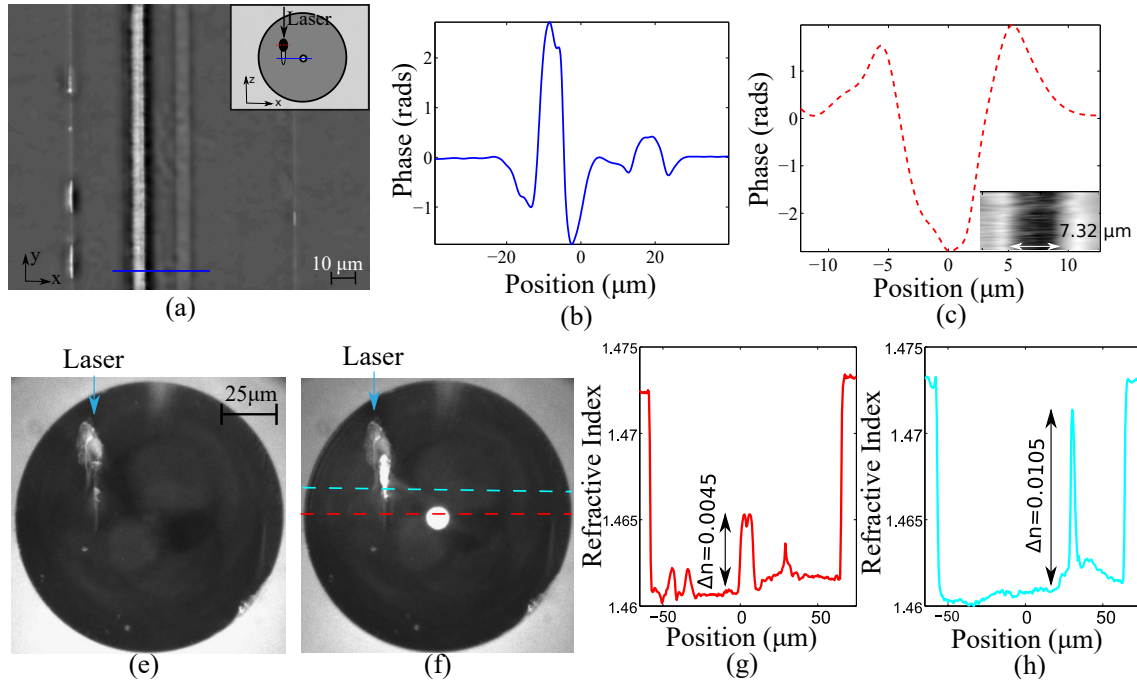 Laser
z
x
y
x
10 μm
(a)
Phase (rads)
2
1
0
−1
−20
0
20
Position (μm)
(b)
Phase (rads)
1
0
−1
−2
−10
−5
0
5
10
7.32 μm
Position (μm)
(c)
Laser
25μm
(e)
Laser
(f)
Refractive Index
1.475
1.47
1.465
1.46
Δn=0.0045
−50
0
50
Position (μm)
(g)
Refractive Index
1.475
1.47
1.465
1.46
Δn=0.0105
−50
0
50
Position (μm)
(h)